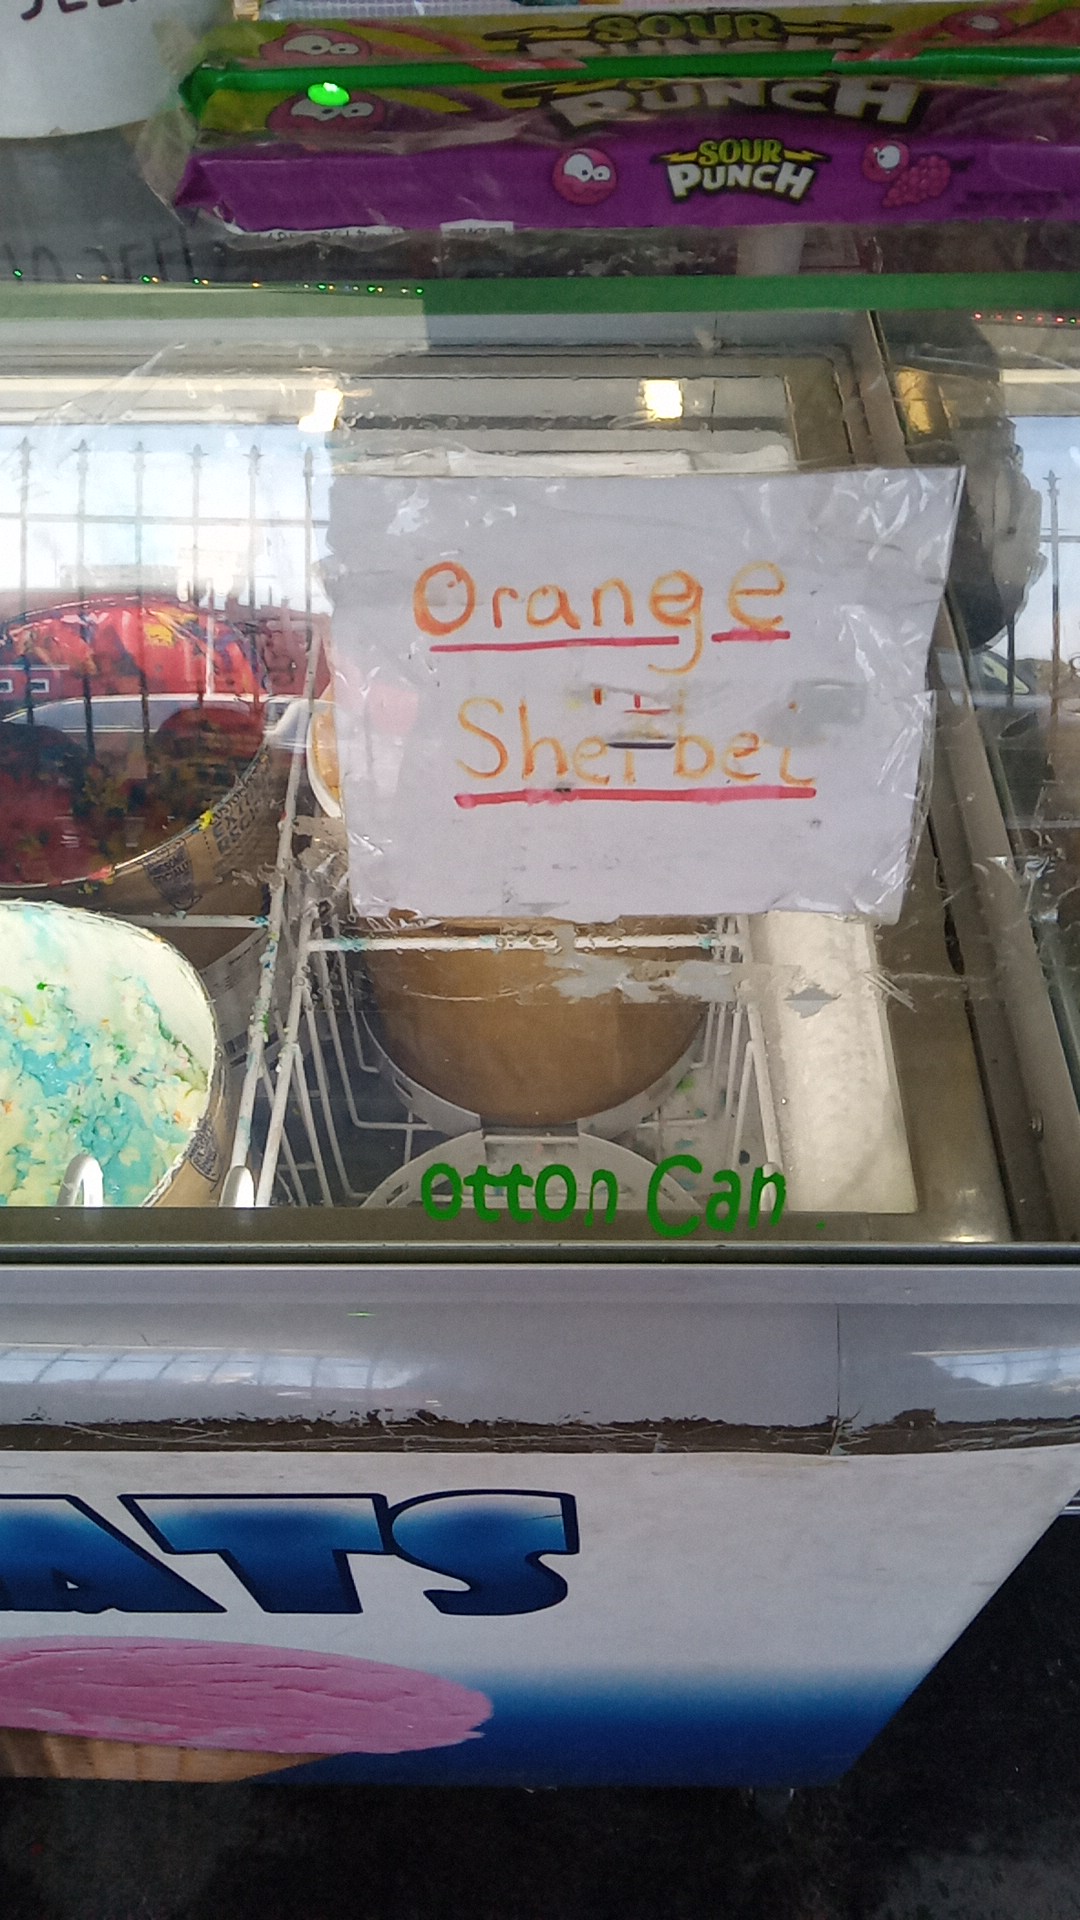 SOUR
PUNCH
PUNCH
SOUR
PUNCH
Orange
Sherbet
otton Can
ATS